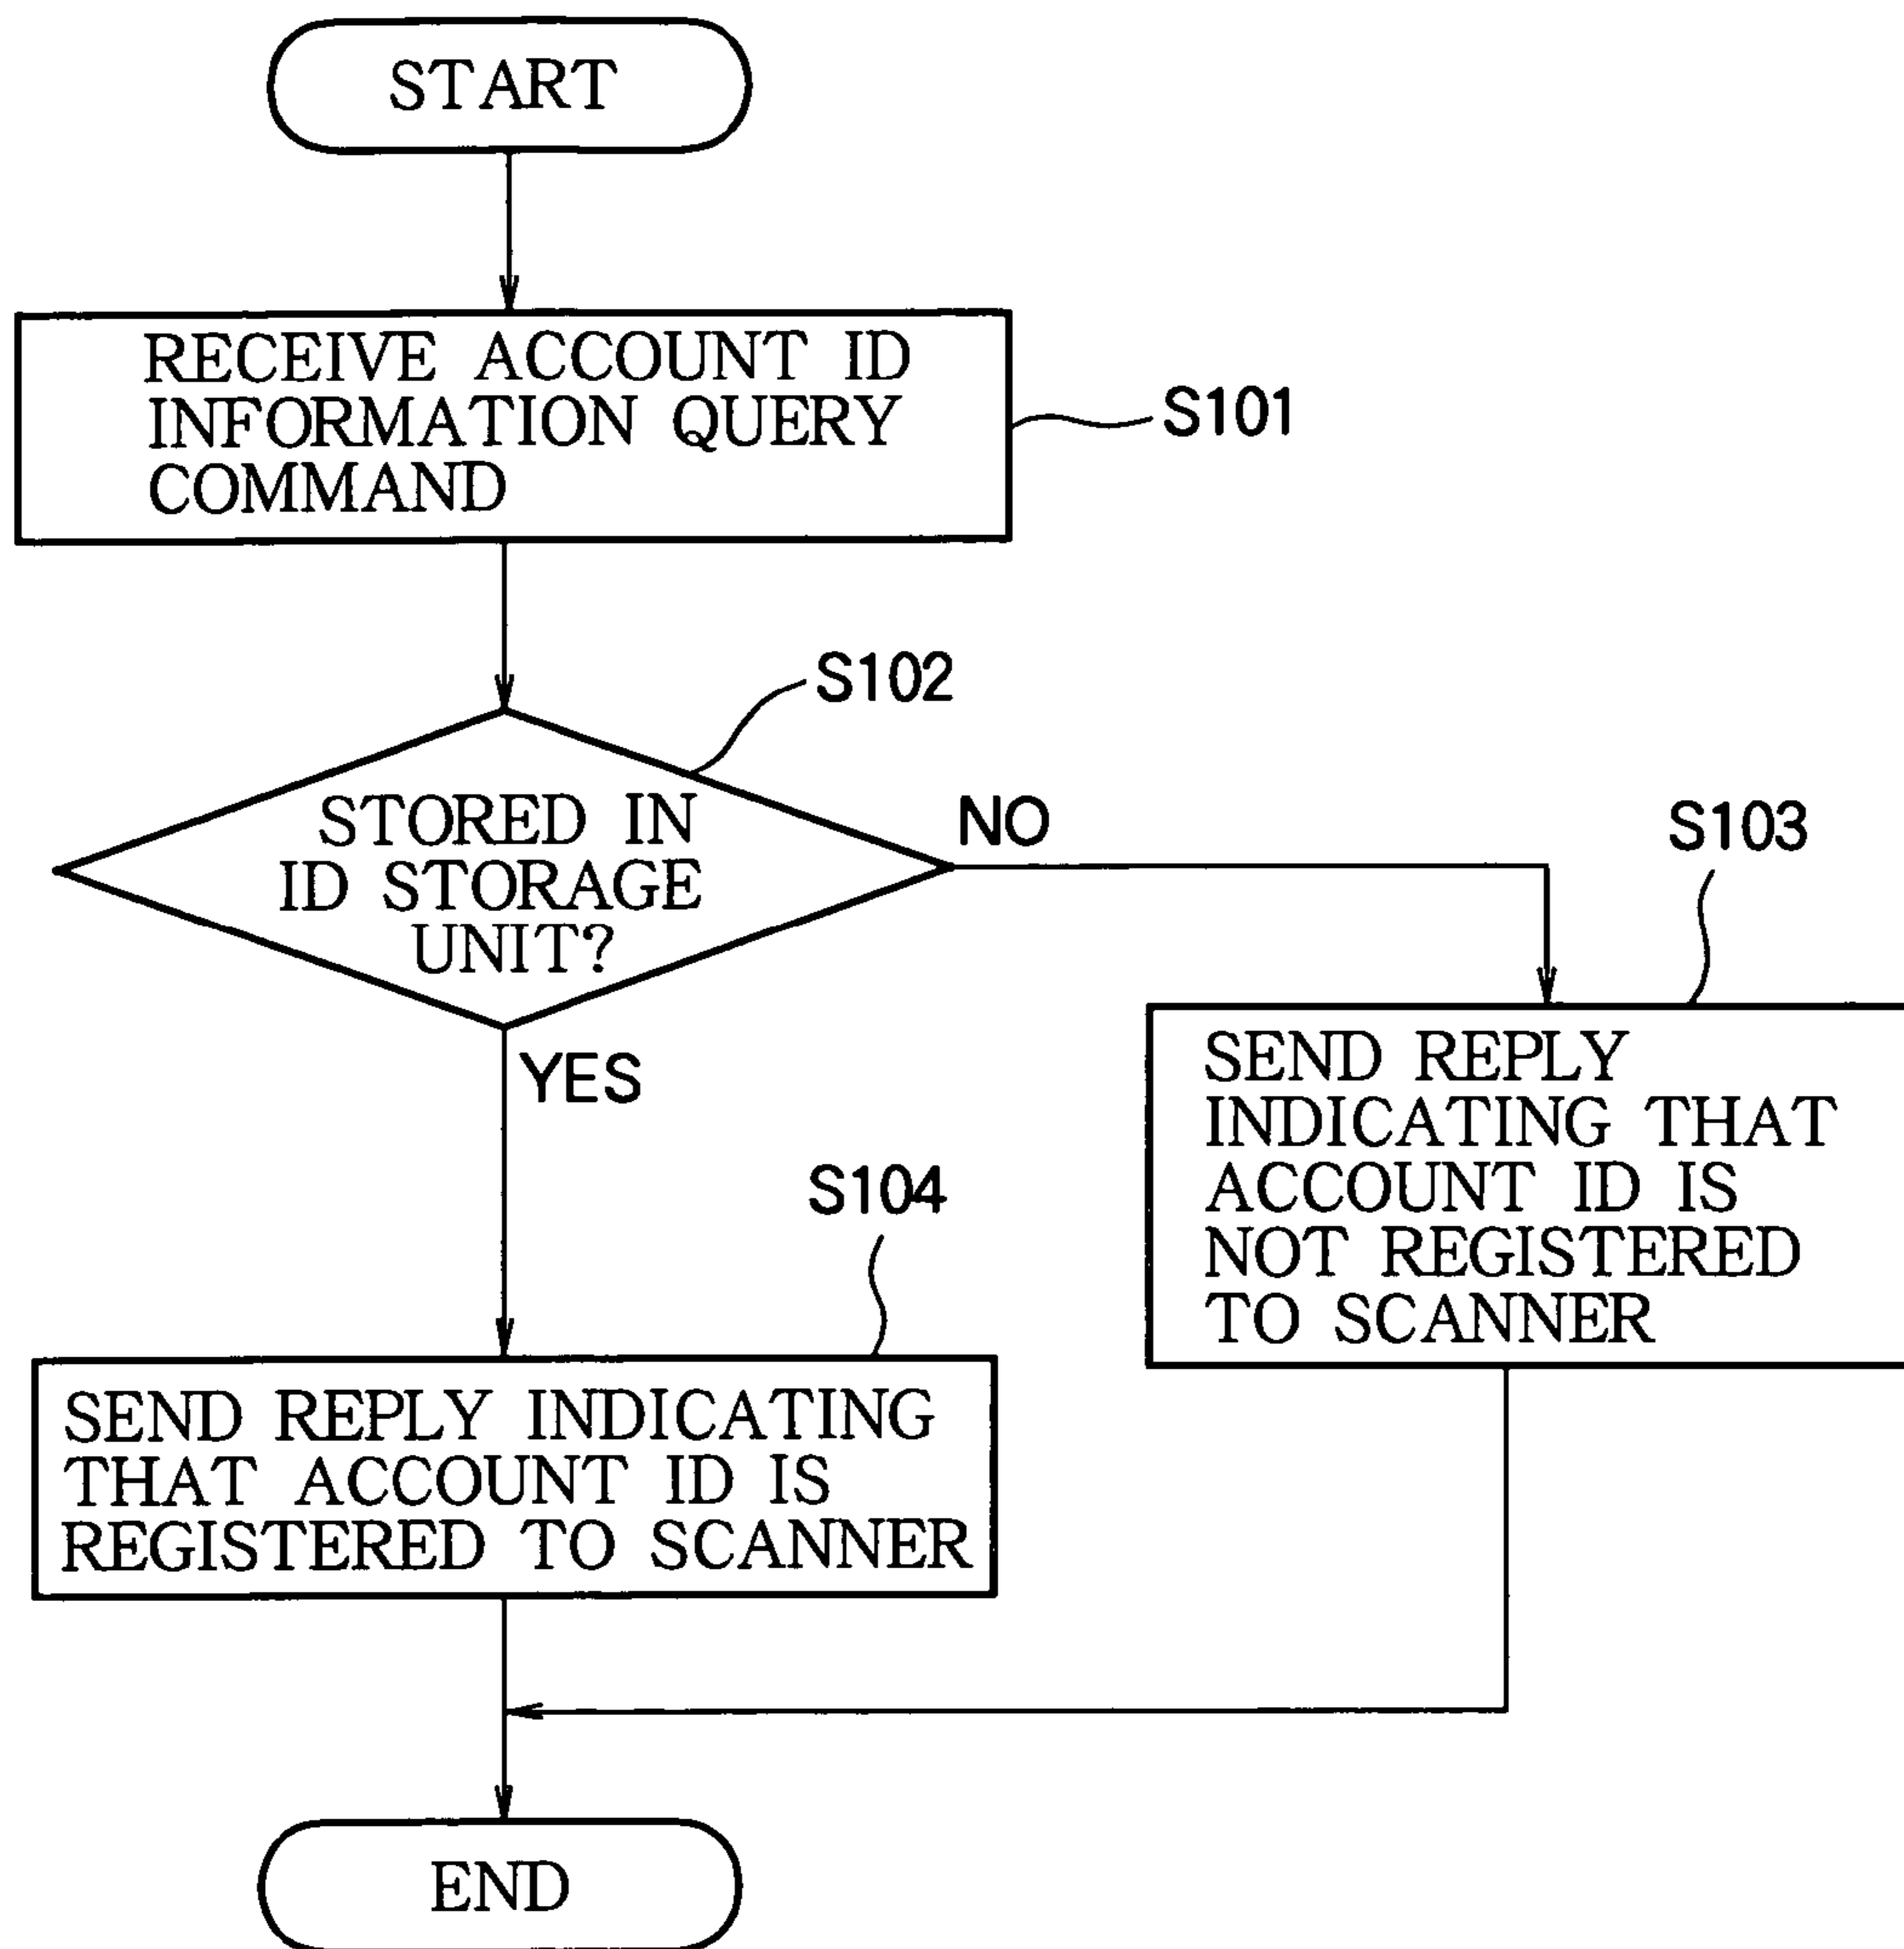 START
RECEIVE ACCOUNT ID
INFORMATION QUERY
COMMAND
S101
S102
STORED IN
ID STORAGE
UNIT?
NO
YES
S103
SEND REPLY
INDICATING THAT
ACCOUNT ID IS
NOT REGISTERED
TO SCANNER
S104
SEND REPLY INDICATING
THAT ACCOUNT ID IS
REGISTERED TO SCANNER
END